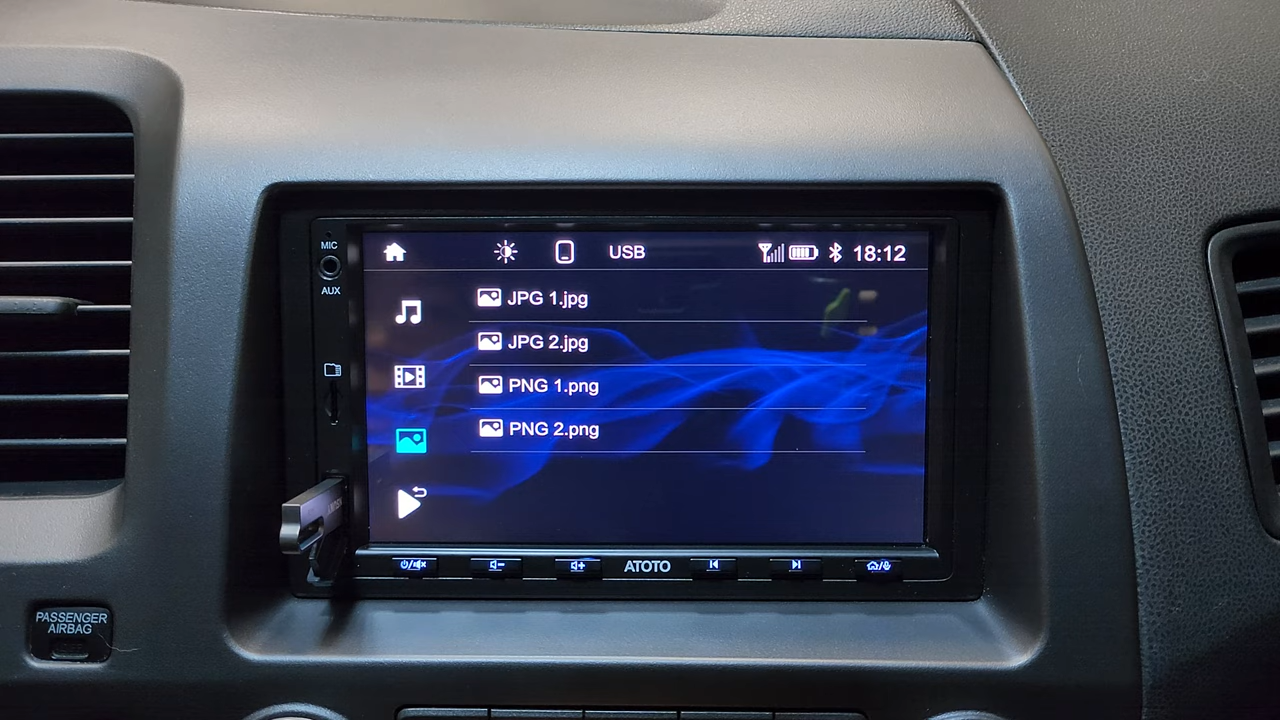 USB
18:12
MIC
AUX
JPG 1.jpg
JPG 2.jpg
PNG 1.png
PNG 2.png
ATOTO
PASSENGER
AIRBAG